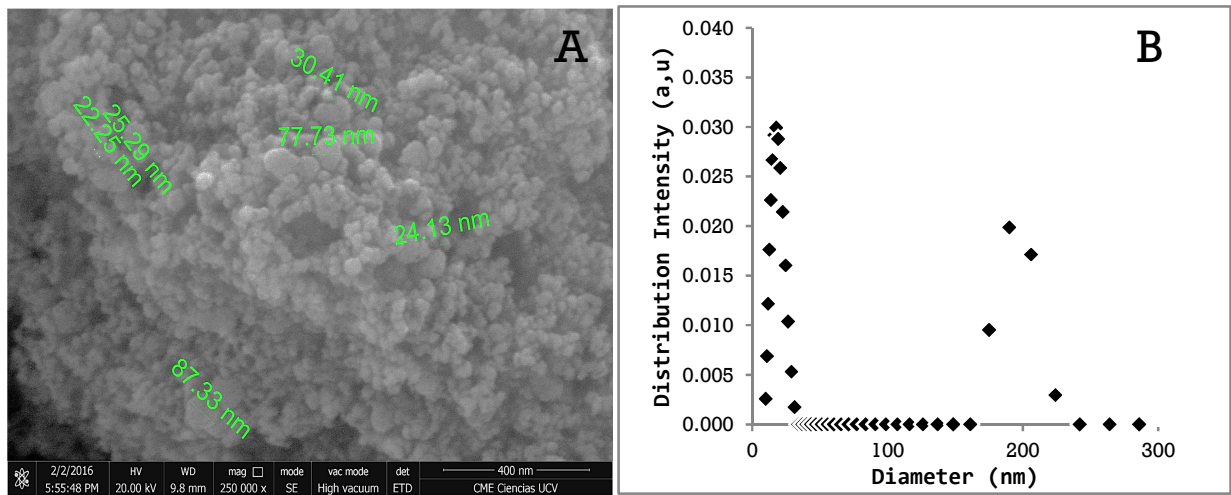 A
30.41 nm
25.29 nm
22.25 nm
77.73 nm
24.13 nm
87.33 nm
2/2/2016 HV WD mag □ mode vac mode det 400 nm
5:55:48 PM 20.00 kV 9.8 mm 250 000 x SE High vacuum ETD CME Ciencias UCV
B
Distribution Intensity (a,u)
0.040
0.035
0.030
0.025
0.020
0.015
0.010
0.005
0.000
0 100 200 300
Diameter (nm)